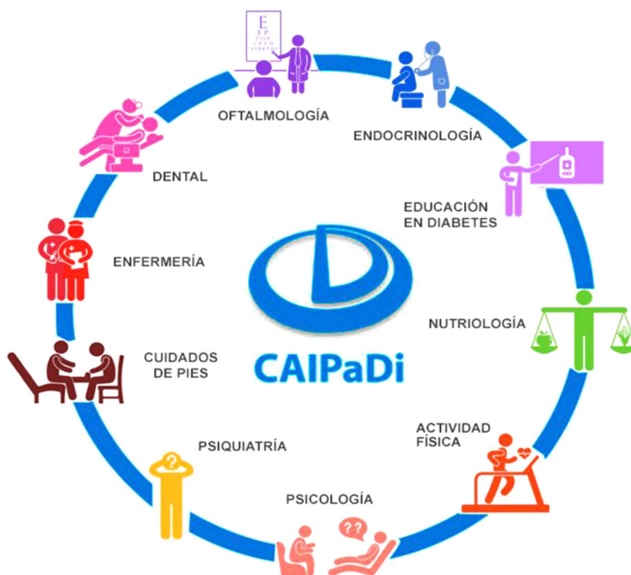 OFTALMOLOGÍA
ENDOCRINOLOGÍA
EDUCACIÓN
EN DIABETES
NUTRIOLOGÍA
ACTIVIDAD
FÍSICA
PSICOLOGÍA
PSIQUIATRÍA
CUIDADOS
DE PIES
ENFERMERÍA
DENTAL
CAIPaDi
?
??
E
F P